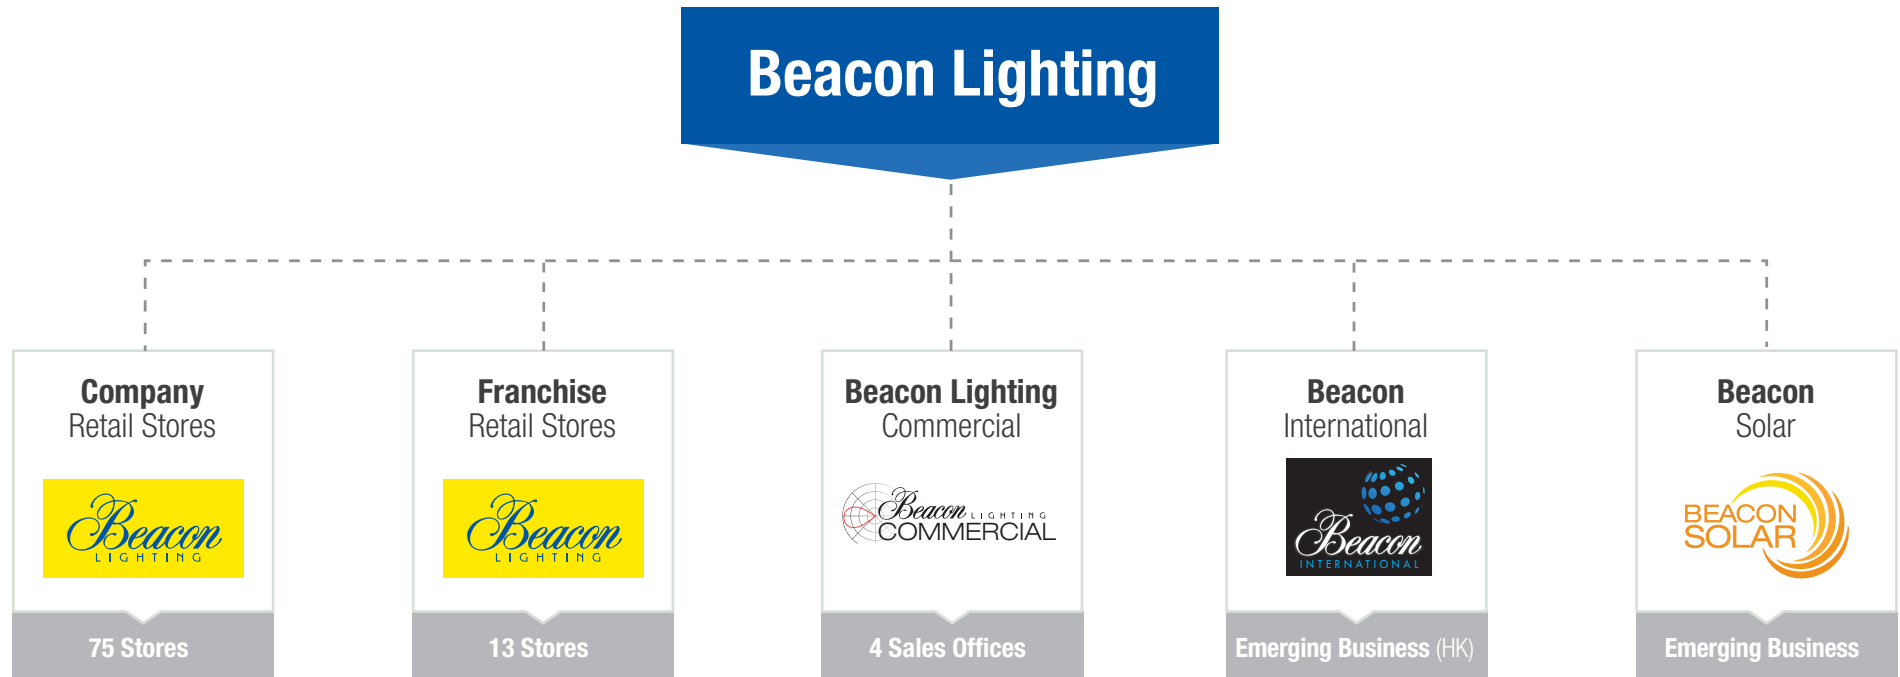 Beacon Lighting
Company
Retail Stores
Beacon
LIGHTING
75 Stores
Franchise
Retail Stores
Beacon
LIGHTING
13 Stores
Beacon Lighting
Commercial
Beacon LIGHTING
COMMERCIAL
4 Sales Offices
Beacon
International
Beacon
INTERNATIONAL
Emerging Business (HK)
Beacon
Solar
BEACON
SOLAR
Emerging Business